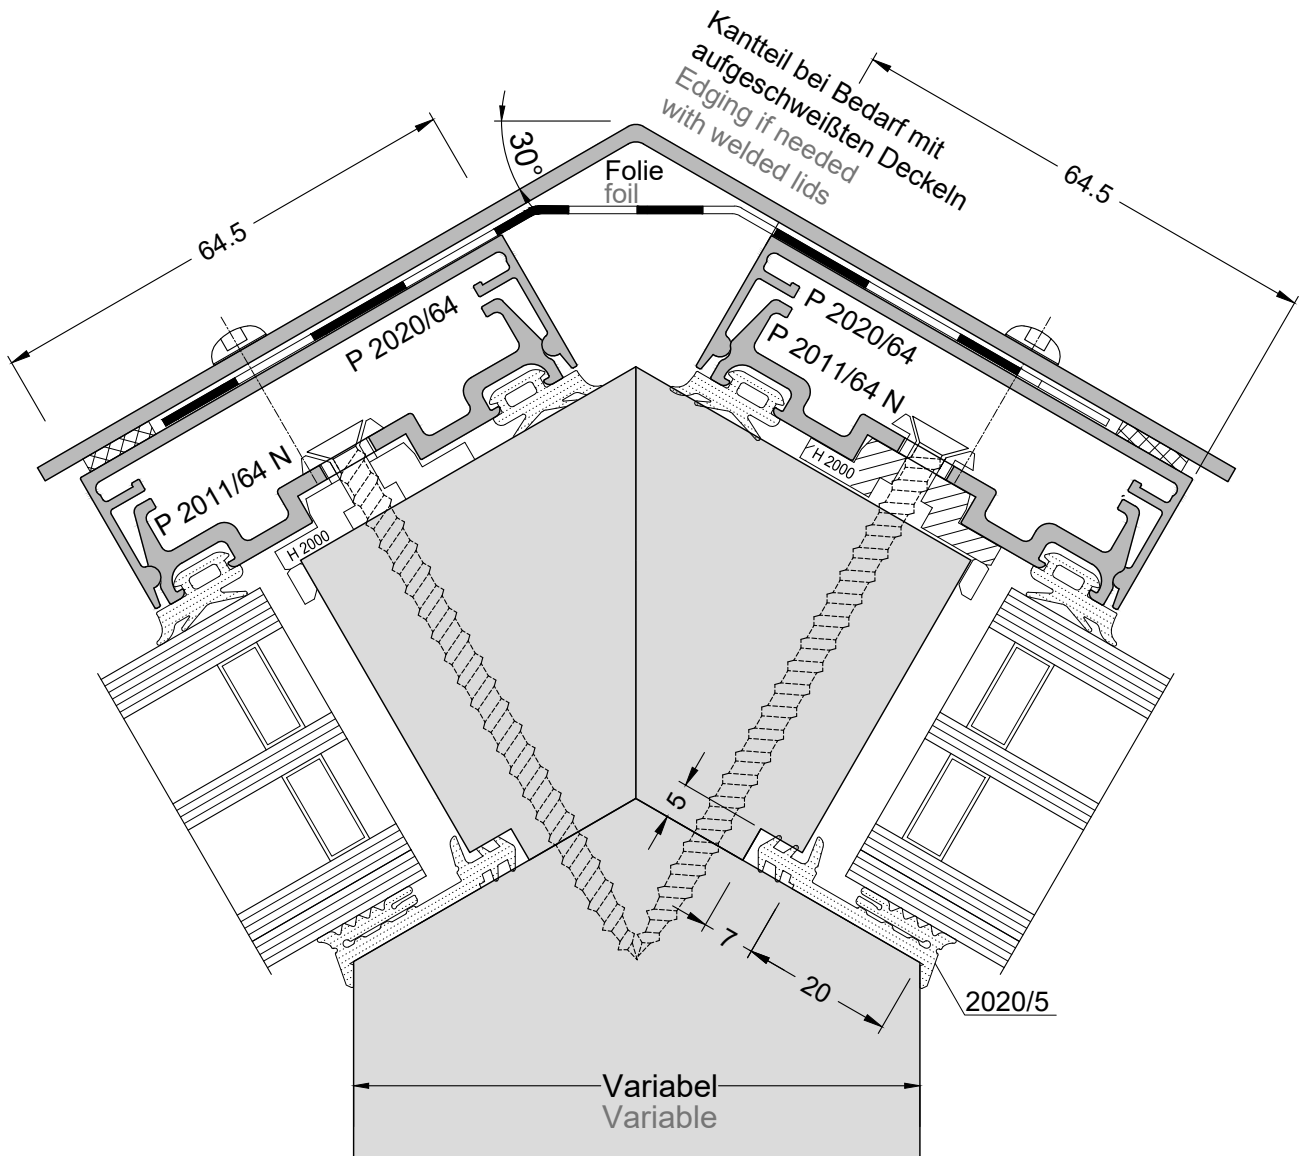 Kantteil bei Bedarf mit
aufgeschweißten Deckeln
Edging if needed
with welded lids
64.5
64.5
30°
Folie
foil
P 2020/64
P 2011/64 N
H 2000
P 2020/64
P 2011/64 N
H 2000
5
7
20
2020/5
Variabel
Variable